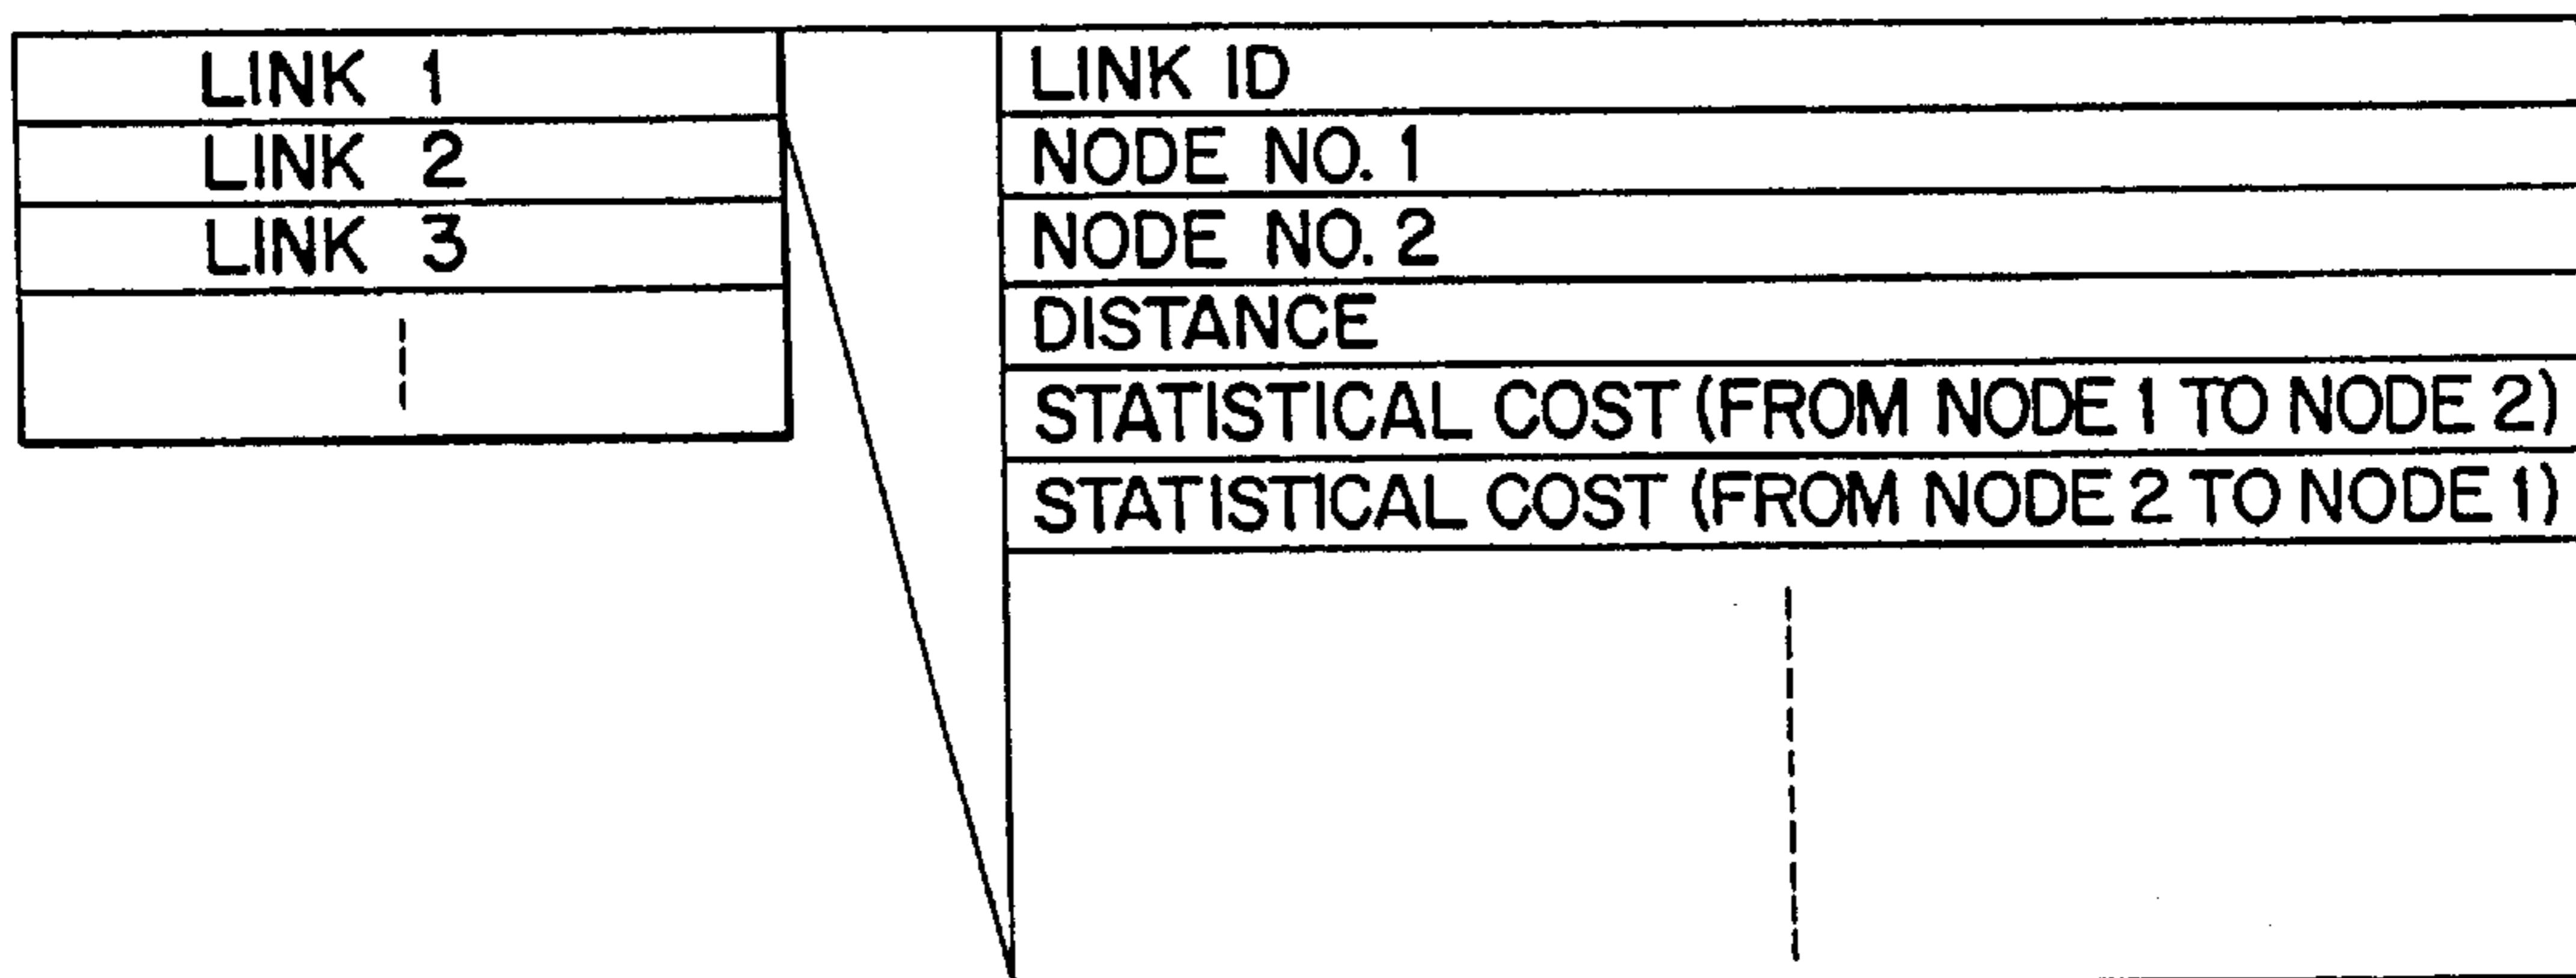 LINK 1
LINK 2
LINK 3
LINK ID
NODE NO. 1
NODE NO. 2
DISTANCE
STATISTICAL COST (FROM NODE 1 TO NODE 2)
STATISTICAL COST (FROM NODE 2 TO NODE 1)